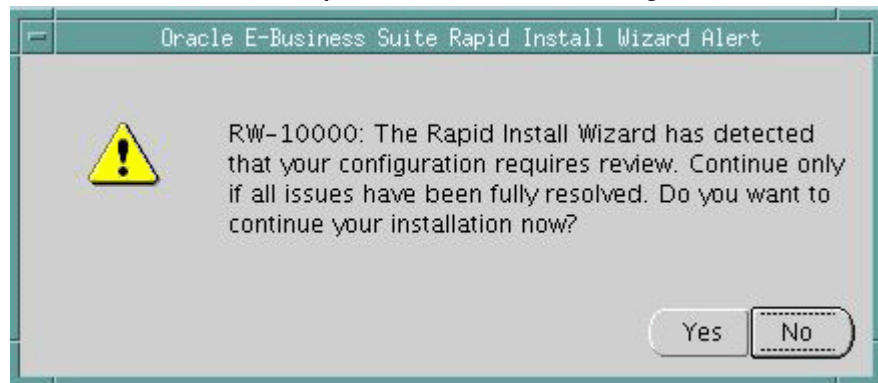 Oracle E-Business Suite Rapid Install Wizard Alert
RW-10000: The Rapid Install Wizard has detected
that your configuration requires review. Continue only
if all issues have been fully resolved. Do you want to
continue your installation now?
Yes No